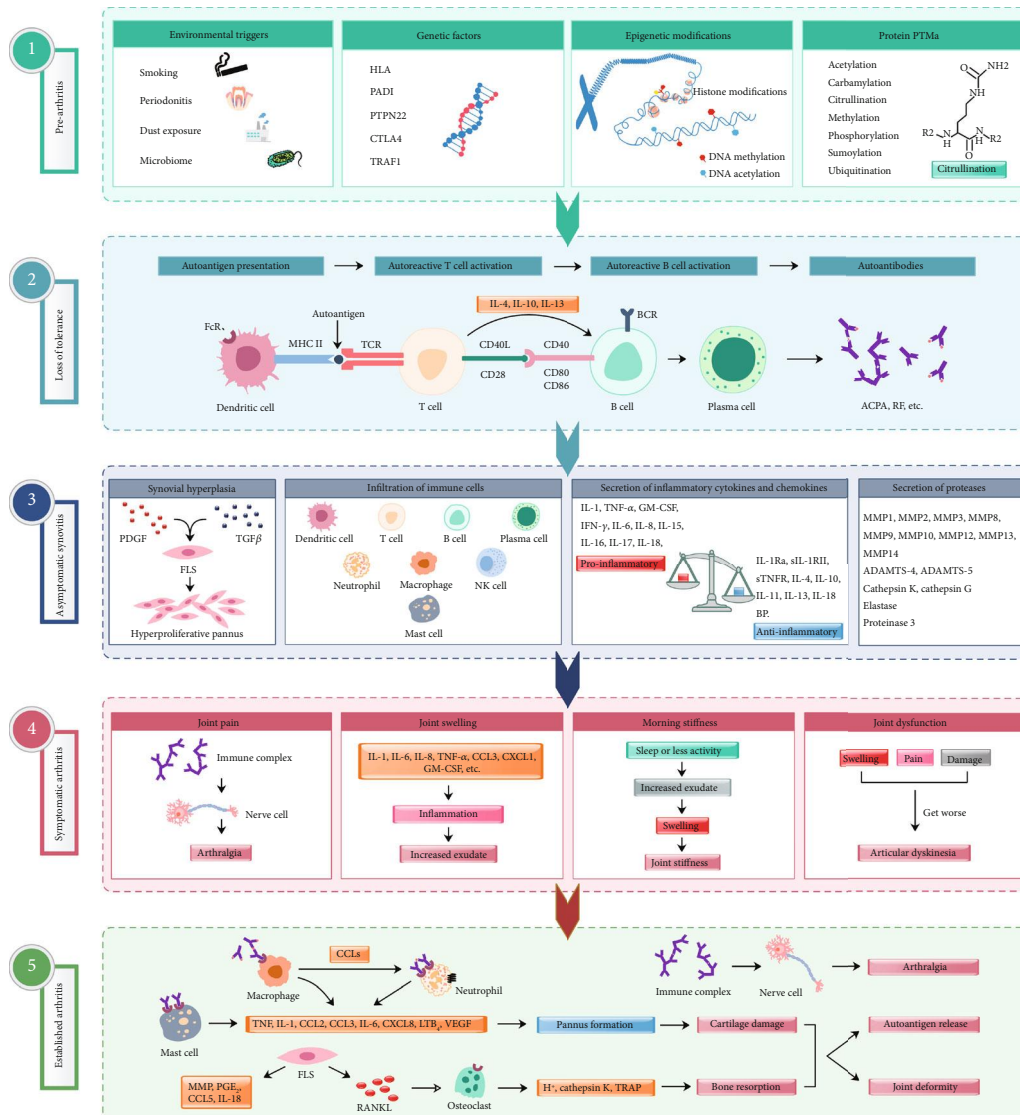 1
Pre-arthritis
Environmental triggers
Smoking
Periodonitis
Dust exposure
Microbiome
Genetic factors
HLA
PADI
PTPN22
CTLA4
TRAF1
Epigenetic modifications
Histone modifications
DNA methylation
DNA acetylation
Protein PTMa
Acetylation
Carbamylation
Citrullination
Methylation
Phosphorylation
Sumoylation
Ubiquitination
O
NH2
NH
R2
N
H
O
H
N
R2
Citrullination
2
Loss of tolerance
Autoantigen presentation
Autoreactive T cell activation
Autoreactive B cell activation
Autoantibodies
IL-4, IL-10, IL-13
FcR
Autoantigen
BCR
MHC II
TCR
CD40L
CD40
CD28
CD80
CD86
Dendritic cell
T cell
B cell
Plasma cell
ACPA, RF, etc.
3
Asymptomatic synovitis
Synovial hyperplasia
PDGF
TGFβ
FLS
Hyperproliferative pannus
Infiltration of immune cells
Dendritic cell
T cell
B cell
Plasma cell
Neutrophil
Macrophage
NK cell
Mast cell
Secretion of inflammatory cytokines and chemokines
IL-1, TNF-α, GM-CSF,
IFN-γ, IL-6, IL-8, IL-15,
IL-16, IL-17, IL-18,
Pro-inflammatory
IL-1Ra, sIL-1RII,
sTNFR, IL-4, IL-10,
IL-11, IL-13, IL-18
BP.
Anti-inflammatory
Secretion of proteases
MMP1, MMP2, MMP3, MMP8,
MMP9, MMP10, MMP12, MMP13,
MMP14
ADAMTS-4, ADAMTS-5
Cathepsin K, cathepsin G
Elastase
Proteinase 3
4
Symptomatic arthritis
Joint pain
Immune complex
Nerve cell
Arthralgia
Joint swelling
IL-1, IL-6, IL-8, TNF-α, CCL3, CXCL1,
GM-CSF, etc.
Inflammation
Increased exudate
Morning stiffness
Sleep or less activity
Increased exudate
Swelling
Joint stiffness
Joint dysfunction
Swelling
Pain
Damage
Get worse
Articular dyskinesia
5
Established arthritis
CCLs
Macrophage
Neutrophil
Immune complex
Nerve cell
Arthralgia
Mast cell
TNF, IL-1, CCL2, CCL3, IL-6, CXCL8, LTB4, VEGF
Pannus formation
Cartilage damage
Autoantigen release
FLS
MMP, PGE2,
CCL5, IL-18
RANKL
Osteoclast
H⁺, cathepsin K, TRAP
Bone resorption
Joint deformity